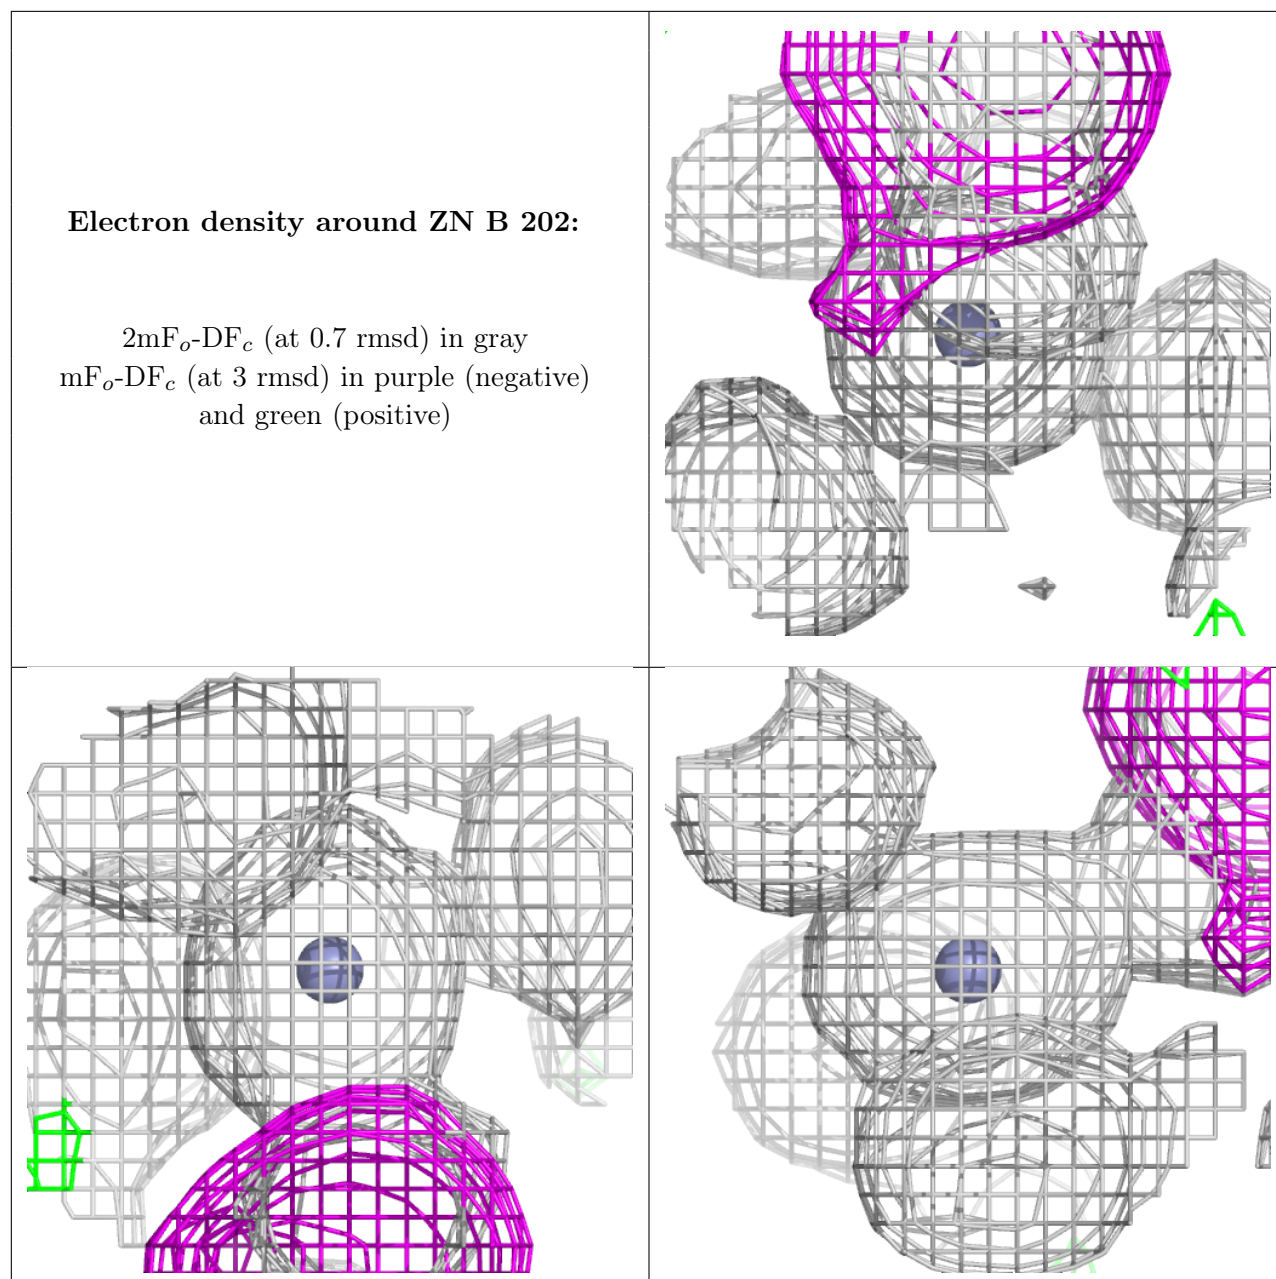 Electron density around ZN B 202:
2mFo-DFc (at 0.7 rmsd) in gray
mFo-DFc (at 3 rmsd) in purple (negative)
and green (positive)